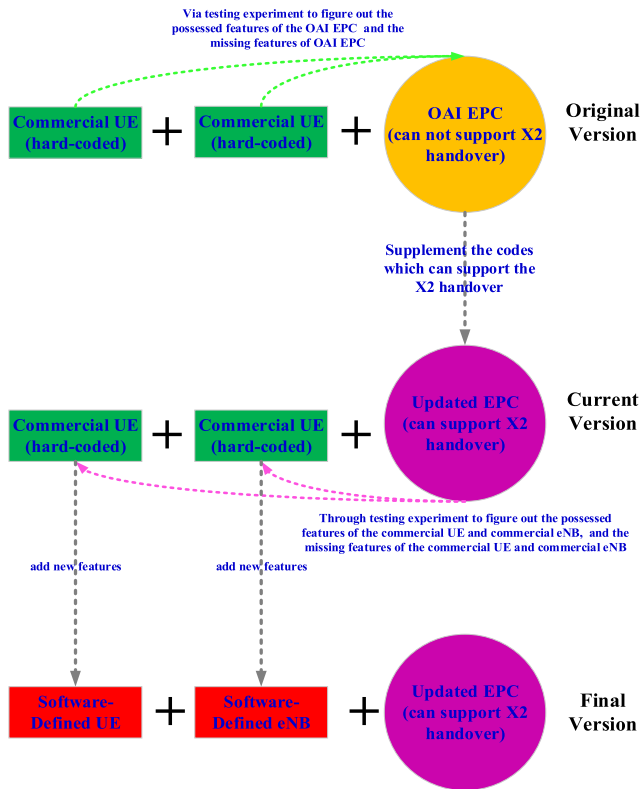 Via testing experiment to figure out the
possessed features of the OAI EPC and the
missing features of OAI EPC
Commercial UE
(hard-coded)
+
Commercial UE
(hard-coded)
+
OAI EPC
(can not support X2
handover)
Original
Version
Supplement the codes
which can support the
X2 handover
Commercial UE
(hard-coded)
+
Commercial UE
(hard-coded)
+
Updated EPC
(can support X2
handover)
Current
Version
Through testing experiment to figure out the possessed
features of the commercial UE and commercial eNB, and the
missing features of the commercial UE and commercial eNB
add new features
add new features
Software-
Defined UE
+
Software-
Defined eNB
+
Updated EPC
(can support X2
handover)
Final
Version